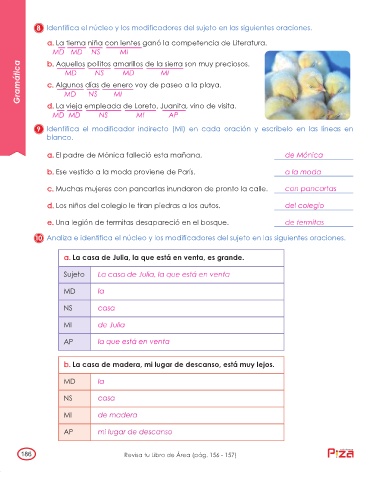 8 Identifica el núcleo y los modificadores del sujeto en las siguientes oraciones.
a. La tierna niña con lentes ganó la competencia de Literatura.
MD MD NS MI
b. Aquellos pollitos amarillos de la sierra son muy preciosos.
MD NS MD MI
c. Algunos días de enero voy de paseo a la playa.
MD NS MI
d. La vieja empleada de Loreto, Juanita, vino de visita.
MD MD NS MI AP
Gramática
9 Identifica el modificador indirecto (MI) en cada oración y escríbelo en las líneas en
blanco.
a. El padre de Mónica falleció esta mañana. de Mónica
b. Ese vestido a la moda proviene de París. a la moda
c. Muchas mujeres con pancartas inundaron de pronto la calle. con pancartas
d. Los niños del colegio le tiran piedras a los autos. del colegio
e. Una legión de termitas desapareció en el bosque. de termitas
10 Analiza e identifica el núcleo y los modificadores del sujeto en las siguientes oraciones.
a. La casa de Julia, la que está en venta, es grande.
Sujeto La casa de Julia, la que está en venta
MD la
NS casa
MI de Julia
AP la que está en venta
b. La casa de madera, mi lugar de descanso, está muy lejos.
MD la
NS casa
MI de madera
AP mi lugar de descanso
186 Revisa tu Libro de Área (pág. 156 - 157)